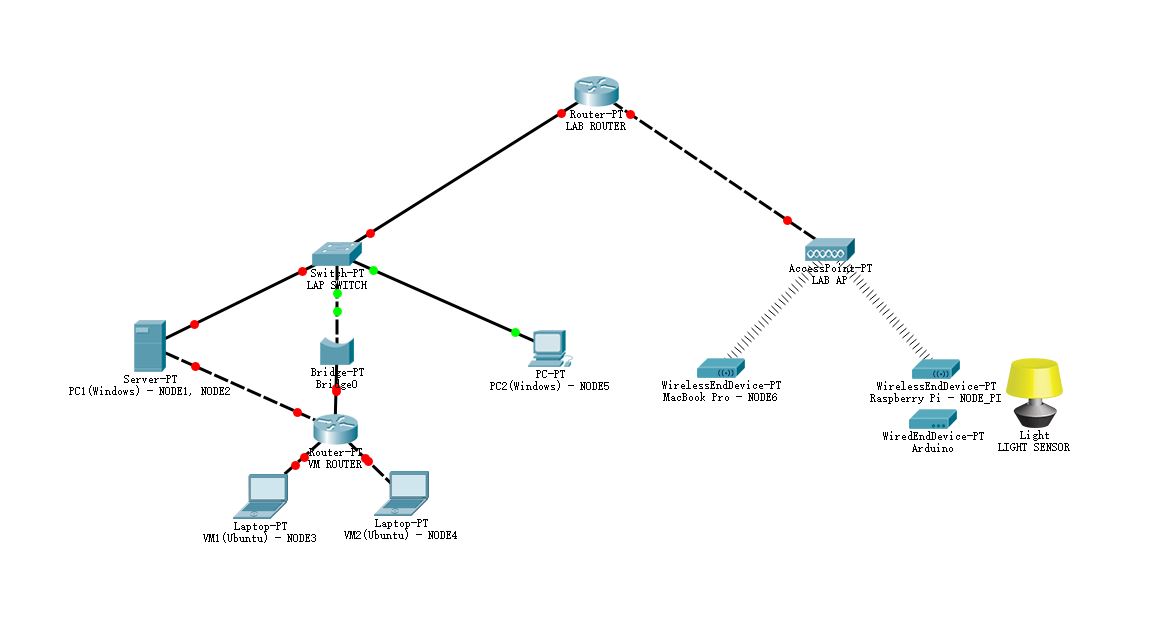 Router-PT
LAB ROUTER
Switch-PT
LAP SWITCH
AccessPoint-PT
LAB AP
Server-PT
PC1(Windows) - NODE1, NODE2
Bridge-PT
Bridge0
PC-PT
PC2(Windows) - NODE5
WirelessEndDevice-PT
MacBook Pro - NODE6
WirelessEndDevice-PT
Raspberry Pi - NODE_PI
WiredEndDevice-PT
Arduino
Light
LIGHT SENSOR
Router-PT
VM ROUTER
Laptop-PT
VM1(Ubuntu) - NODE3
Laptop-PT
VM2(Ubuntu) - NODE4